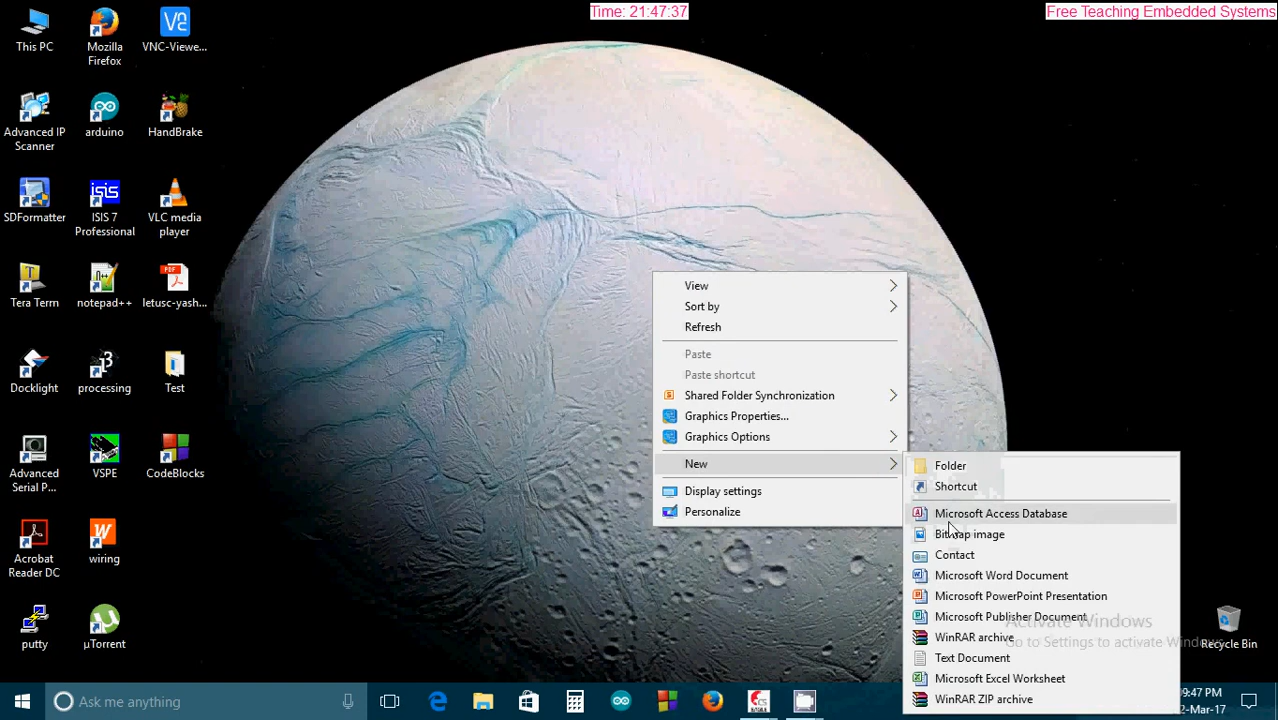 Time: 21:47:37
Free Teaching Embedded Systems
This PC
Mozilla
Firefox
VNC-Viewe...
Advanced IP
Scanner
arduino
HandBrake
SDFormatter
ISIS 7
Professional
VLC media
player
Tera Term
notepad++
letusc-yash...
Docklight
processing
Test
Advanced
Serial P...
VSPE
CodeBlocks
Acrobat
Reader DC
wiring
putty
µTorrent
View
Sort by
Refresh
Paste
Paste shortcut
Shared Folder Synchronization
Graphics Properties...
Graphics Options
New
Display settings
Personalize
Folder
Shortcut
Microsoft Access Database
Bitmap image
Contact
Microsoft Word Document
Microsoft PowerPoint Presentation
Microsoft Publisher Document
WinRAR archive
Text Document
Microsoft Excel Worksheet
WinRAR ZIP archive
Activate Windows
Go to Settings to activate Windows.
Recycle Bin
Ask me anything
9:47 PM
2-Mar-17